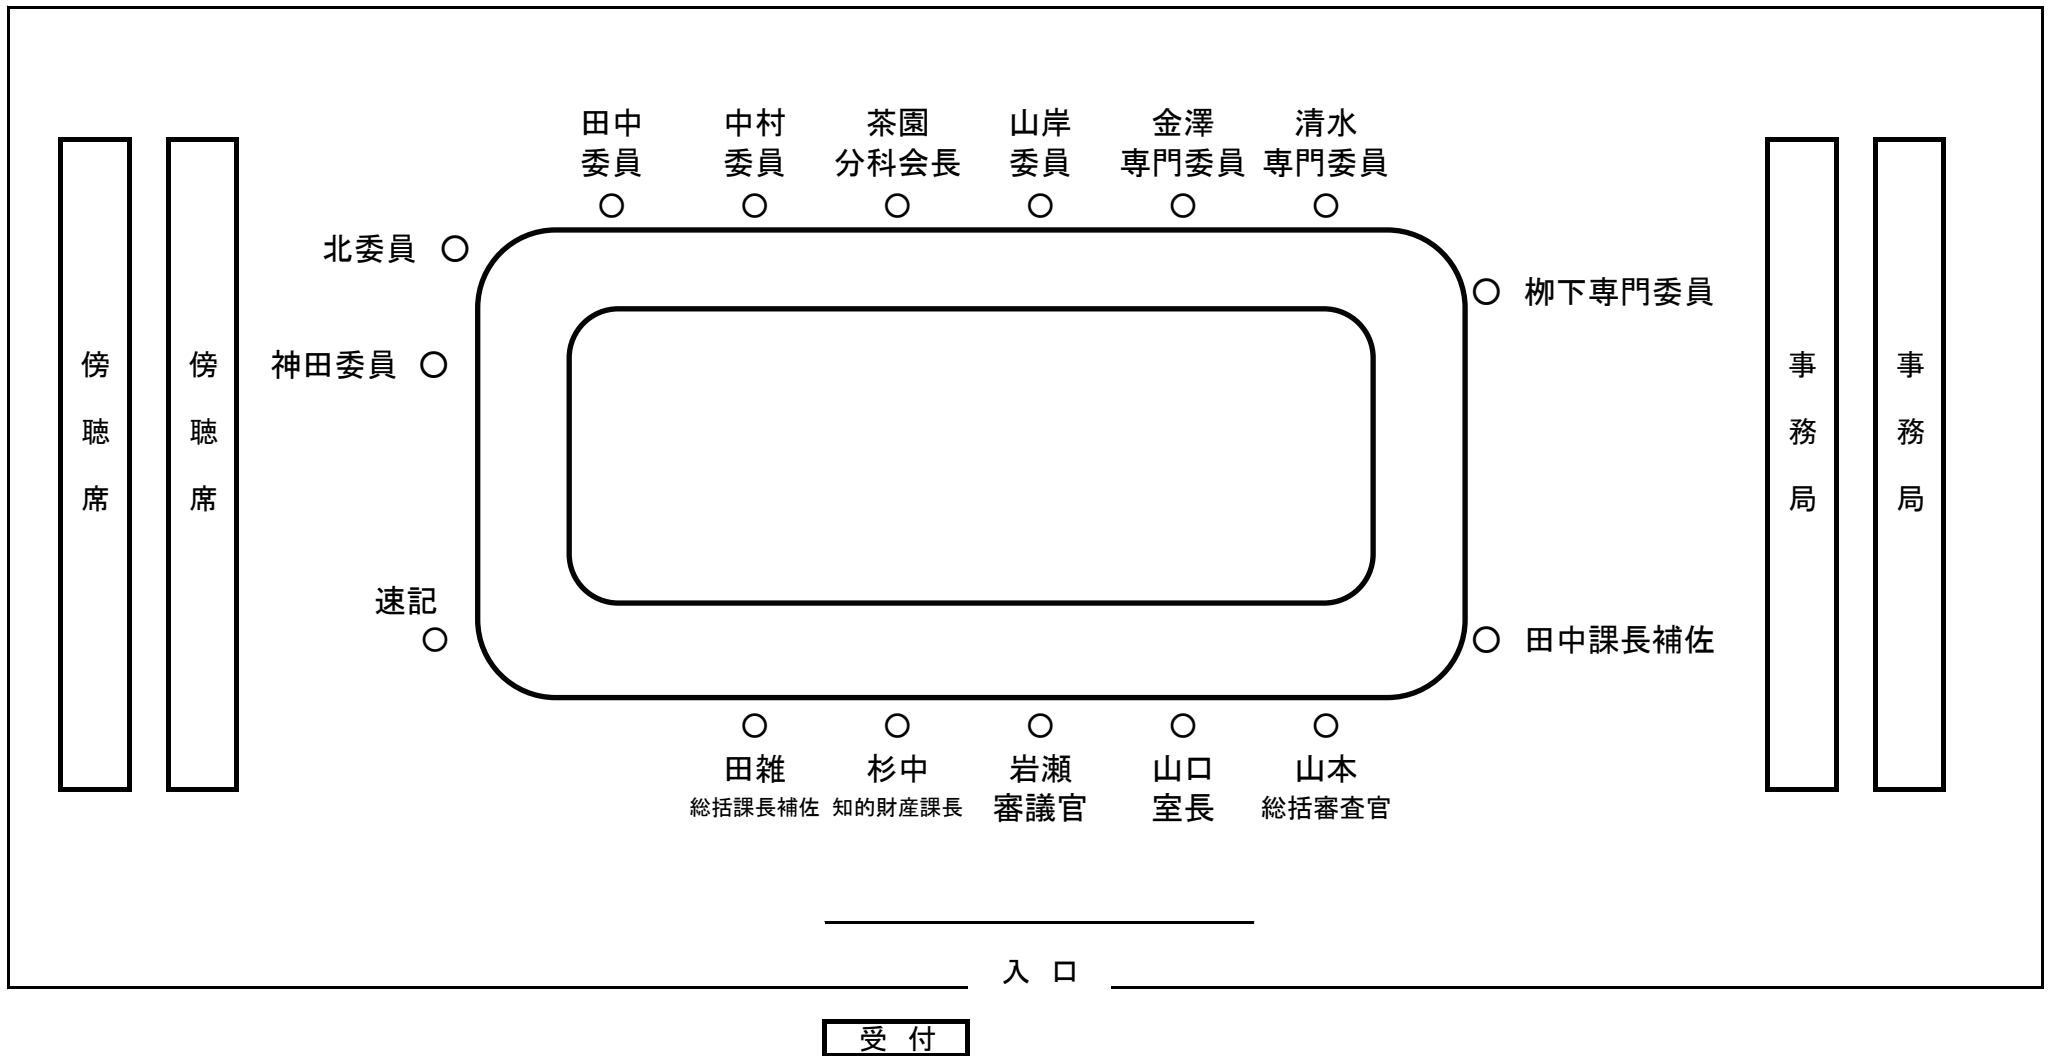 田中
委員
中村
委員
茶園
分科会長
山岸
委員
金澤
専門委員
清水
専門委員
北委員
神田委員
速記
栁下専門委員
田中課長補佐
傍聴席
傍聴席
事務局
事務局
田雑
総括課長補佐
杉中
知的財産課長
岩瀬
審議官
山口
室長
山本
総括審査官
入 口
受 付